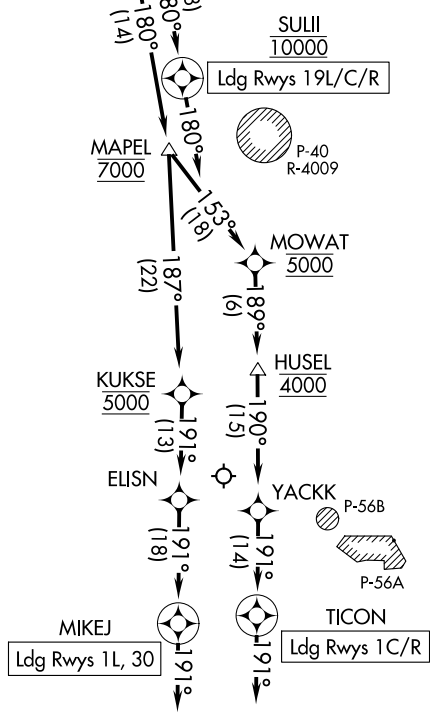 180°
180°
(14)
SULII
10000
Ldg Rwys 19L/C/R
180°
P-40
R-4009
MAPEL
7000
153°
(18)
MOWAT
5000
187°
(22)
189°
(6)
HUSEL
4000
KUKSE
5000
190°
(15)
191°
(13)
ELISN
YACKK
P-56B
191°
(18)
191°
(14)
P-56A
MIKEJ
Ldg Rwys 1L, 30
TICON
Ldg Rwys 1C/R
191°
191°